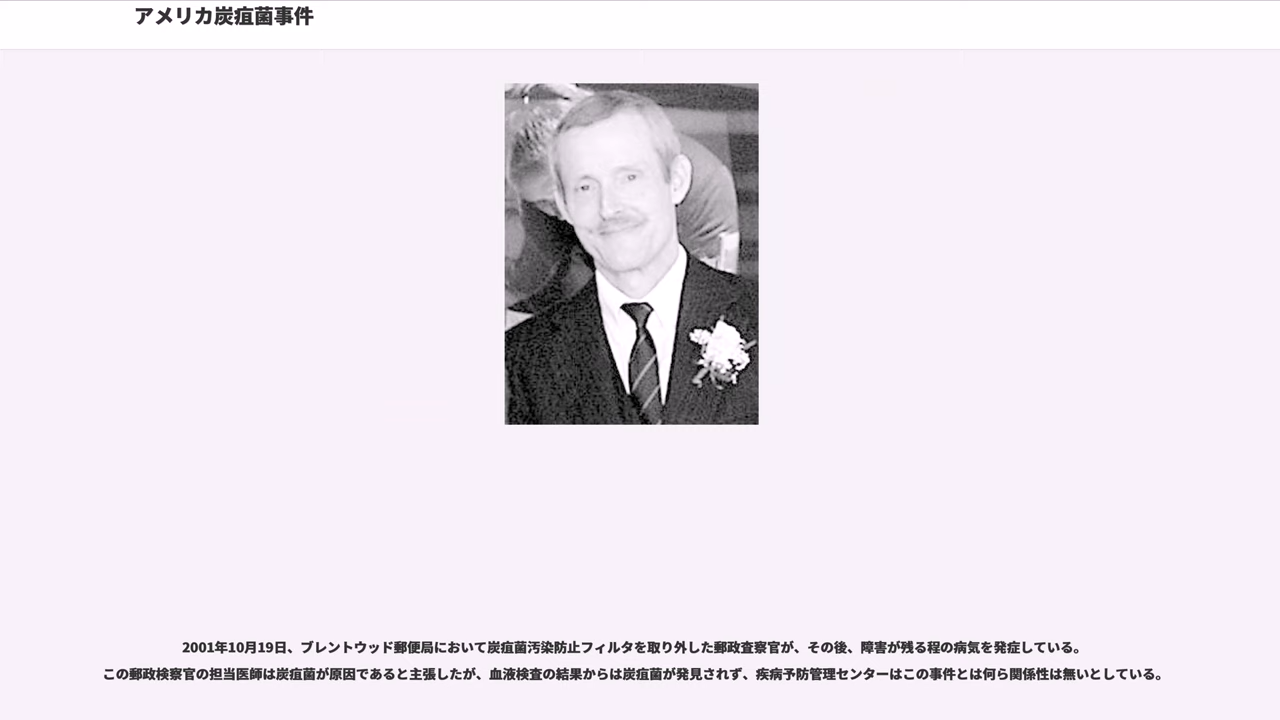 アメリカ炭疽菌事件
2001年10月19日、ブレントウッド郵便局において炭疽菌汚染防止フィルタを取り外した郵政査察官が、その後、障害が残る程の病気を発症している。
この郵政検察官の担当医師は炭疽菌が原因であると主張したが、血液検査の結果からは炭疽菌が発見されず、疾病予防管理センターはこの事件とは何ら関係性は無いとしている。